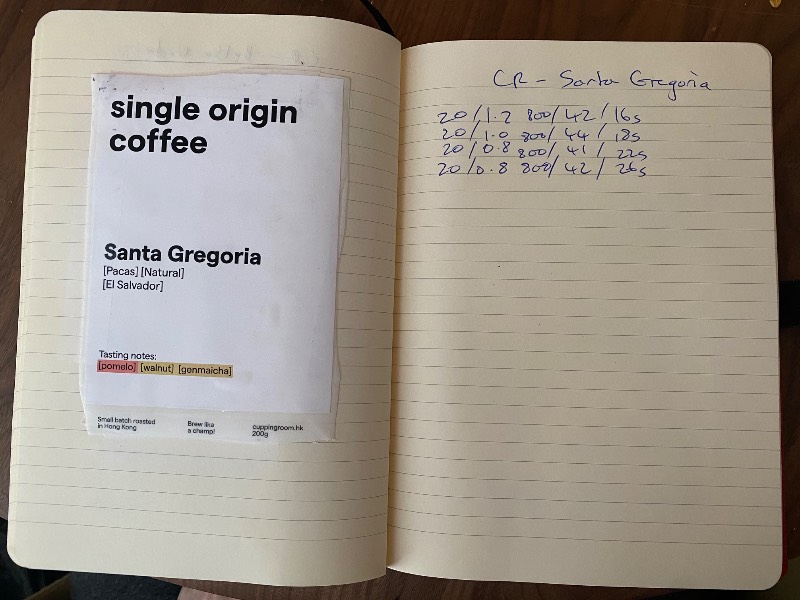 single origin
coffee
Santa Gregoria
[Pacas] [Natural]
[El Salvador]
Tasting notes:
[pomelo] [walnut] [genmaicha]
Small batch roasted
in Hong Kong
Brew like
a champ!
cuppingroom.hk
200g
CR - Santa Gregoria
20/1.2 800/42/16s
20/1.0 800/44/18s
20/0.8 800/41/22s
20/0.8 800/42/26s